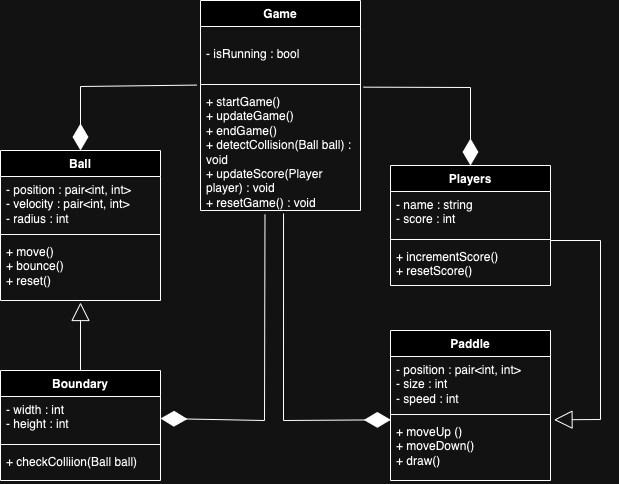 Game
- isRunning : bool
+ startGame()
+ updateGame()
+ endGame()
+ detectCollision(Ball ball) :
void
+ updateScore(Player
player) : void
+ resetGame() : void
Ball
- position : pair<int, int>
- velocity : pair<int, int>
- radius : int
+ move()
+ bounce()
+ reset()
Players
- name : string
- score : int
+ incrementScore()
+ resetScore()
Boundary
- width : int
- height : int
+ checkColliion(Ball ball)
Paddle
- position : pair<int, int>
- size : int
- speed : int
+ moveUp ()
+ moveDown()
+ draw()